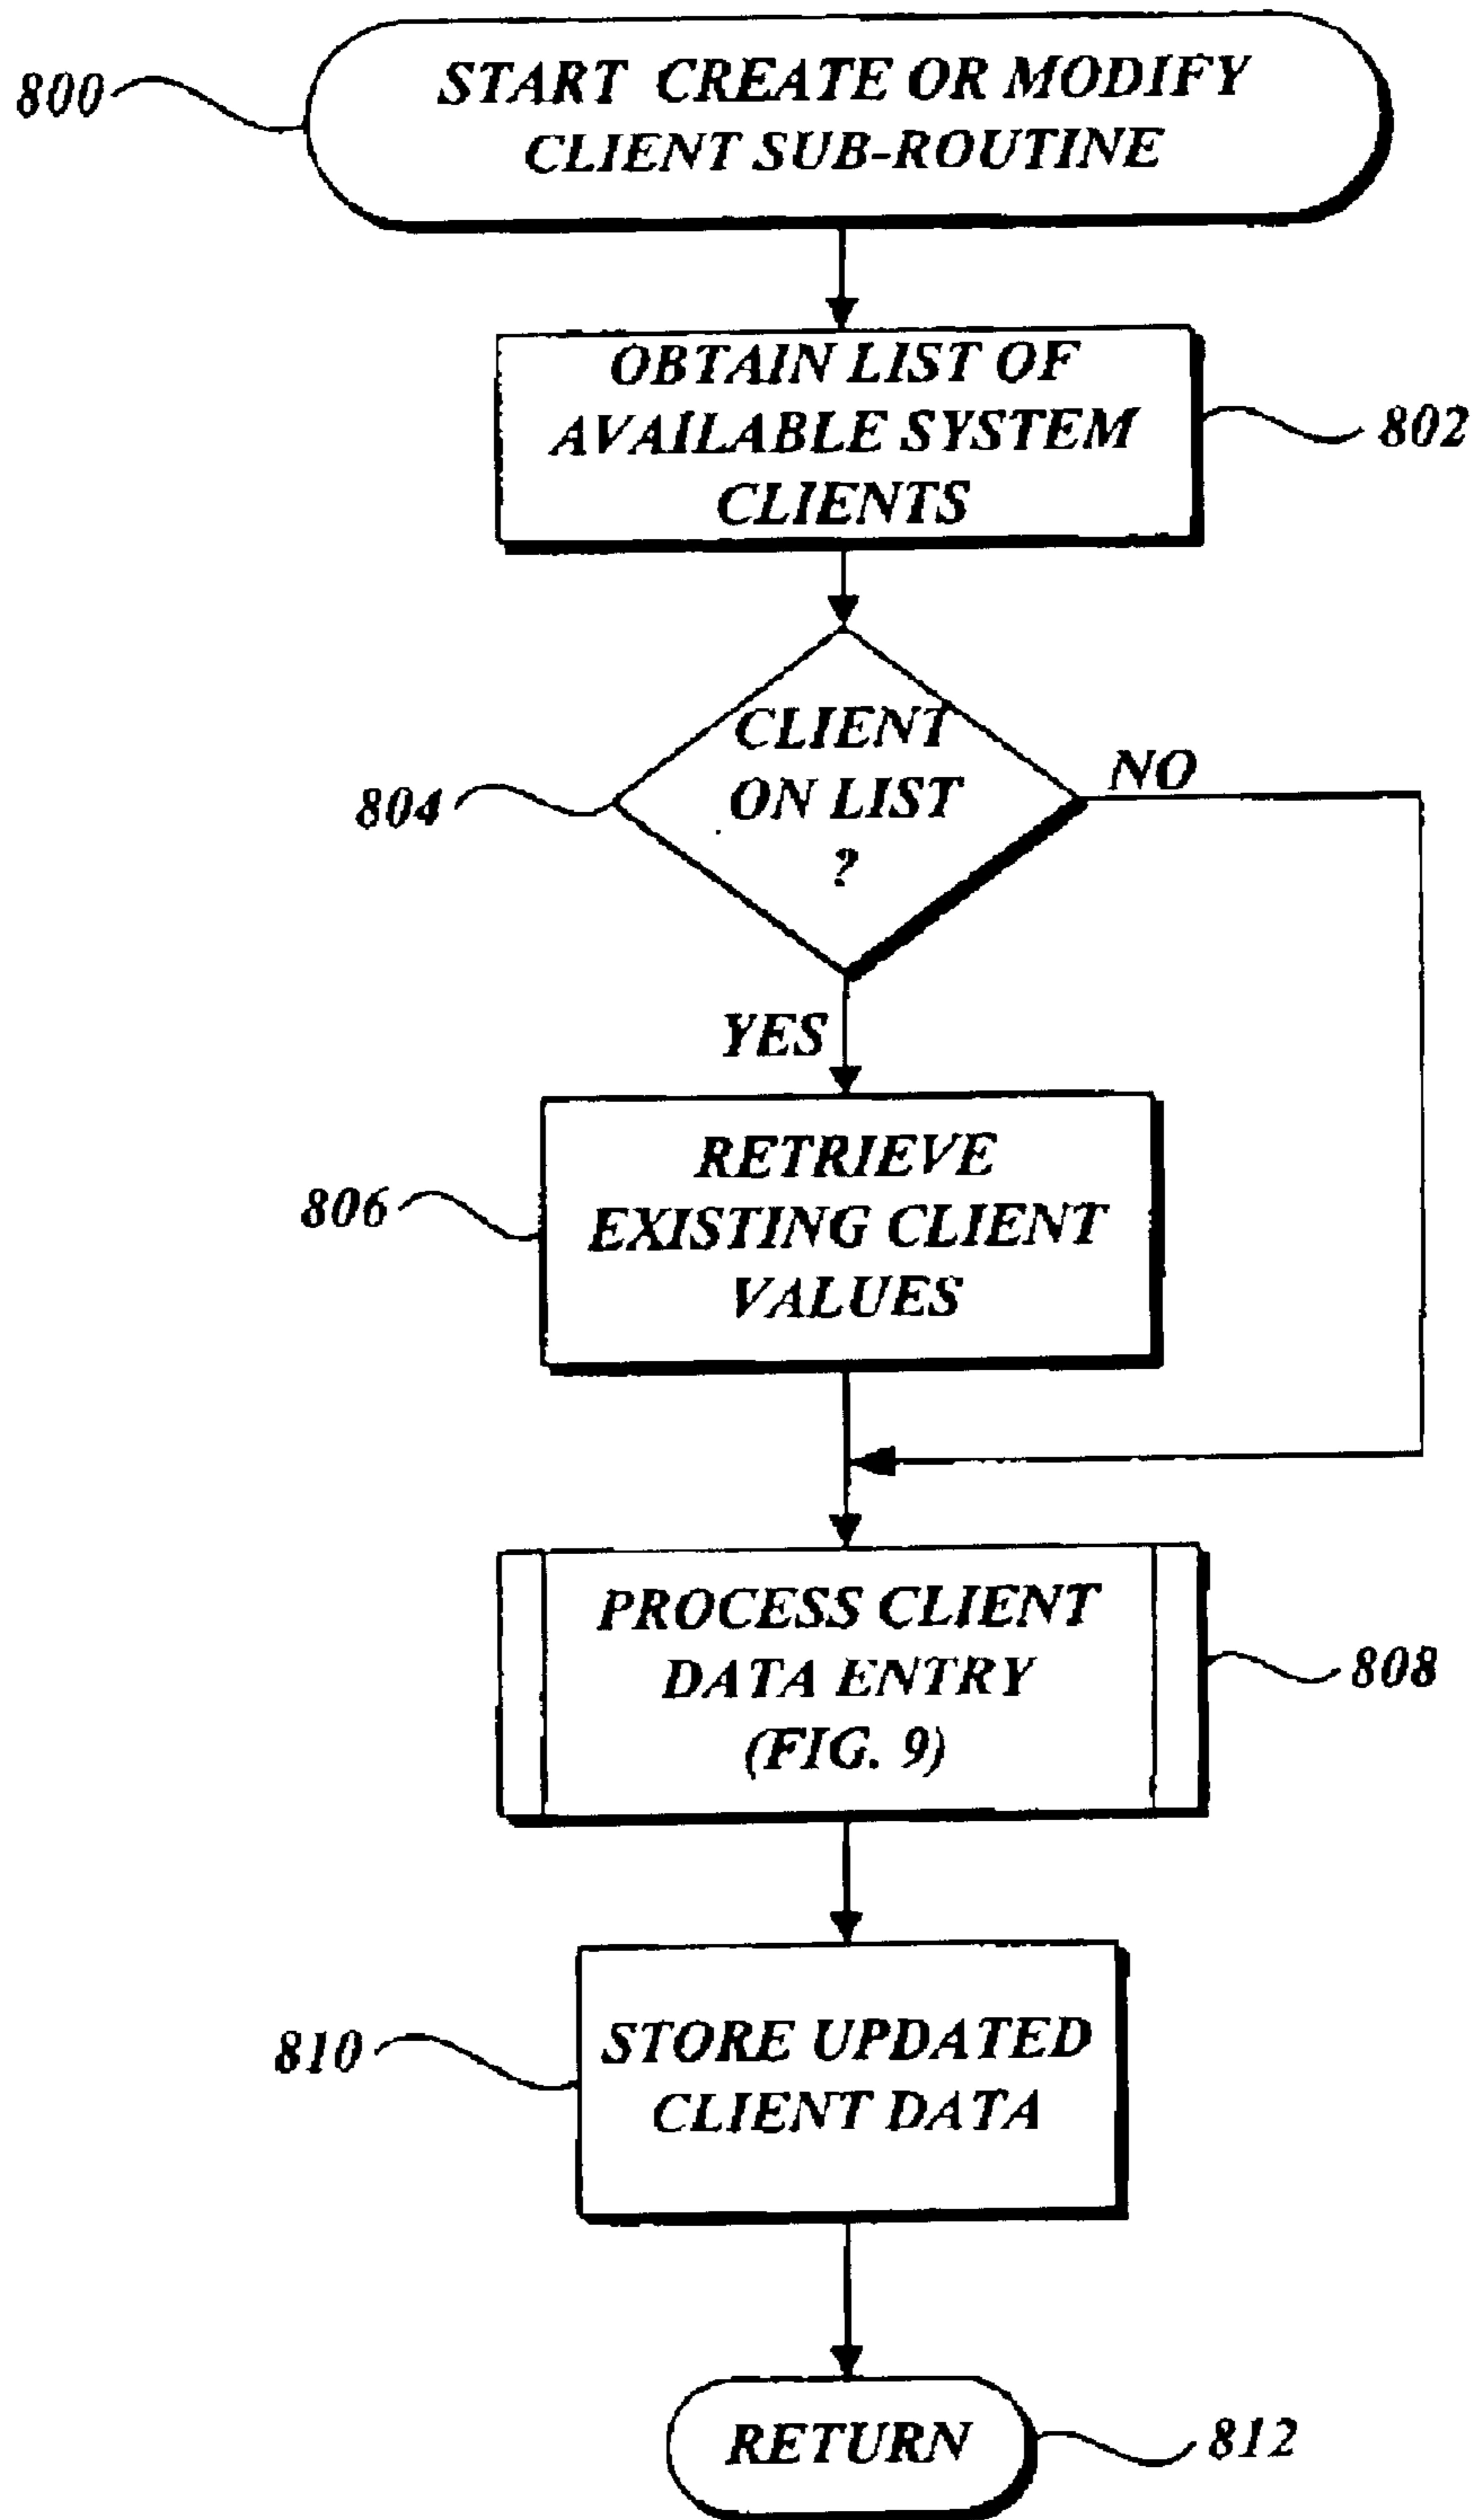 800
START CREATE OR MODIFY
CLIENT SUB-ROUTINE
OBTAIN LIST OF
AVAILABLE SYSTEM
CLIENTS
802
CLIENT
ON LIST
?
804
NO
YES
RETRIEVE
EXISTING CLIENT
VALUES
806
PROCESS CLIENT
DATA ENTRY
(FIG. 9)
808
STORE UPDATED
CLIENT DATA
810
RETURN
812